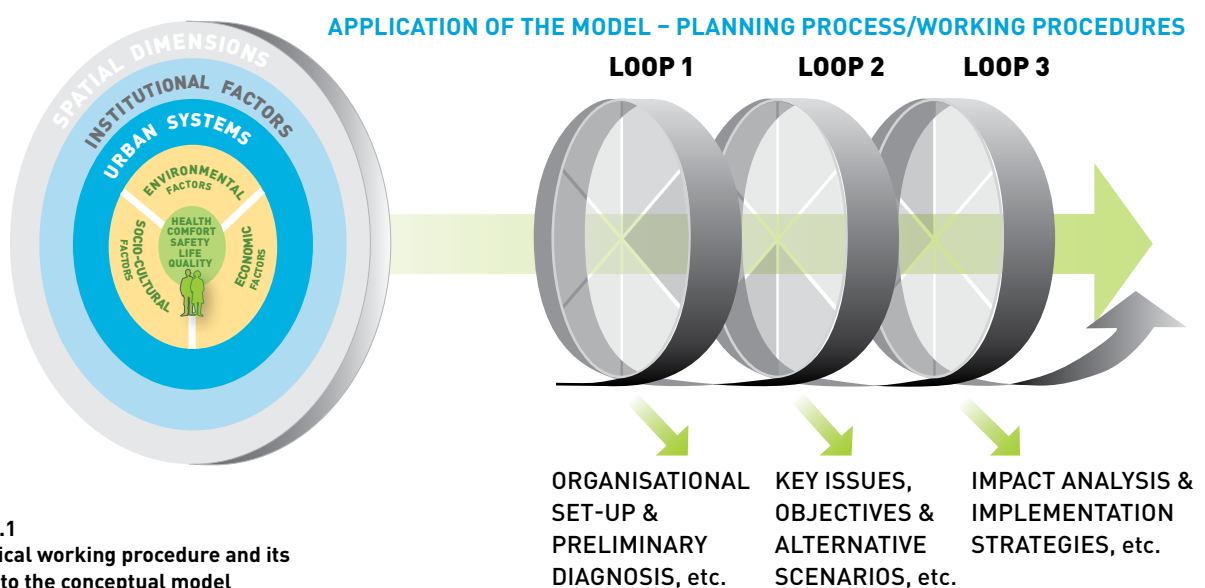 APPLICATION OF THE MODEL – PLANNING PROCESS/WORKING PROCEDURES
SPATIAL DIMENSIONS
INSTITUTIONAL FACTORS
URBAN SYSTEMS
ENVIRONMENTAL
FACTORS
SOCIO-CULTURAL
FACTORS
ECONOMIC
FACTORS
HEALTH
COMFORT
SAFETY
LIFE
QUALITY
LOOP 1
LOOP 2
LOOP 3
ORGANISATIONAL
SET-UP &
PRELIMINARY
DIAGNOSIS, etc.
KEY ISSUES,
OBJECTIVES &
ALTERNATIVE
SCENARIOS, etc.
IMPACT ANALYSIS &
IMPLEMENTATION
STRATEGIES, etc.
.1
ical working procedure and its
to the conceptual model